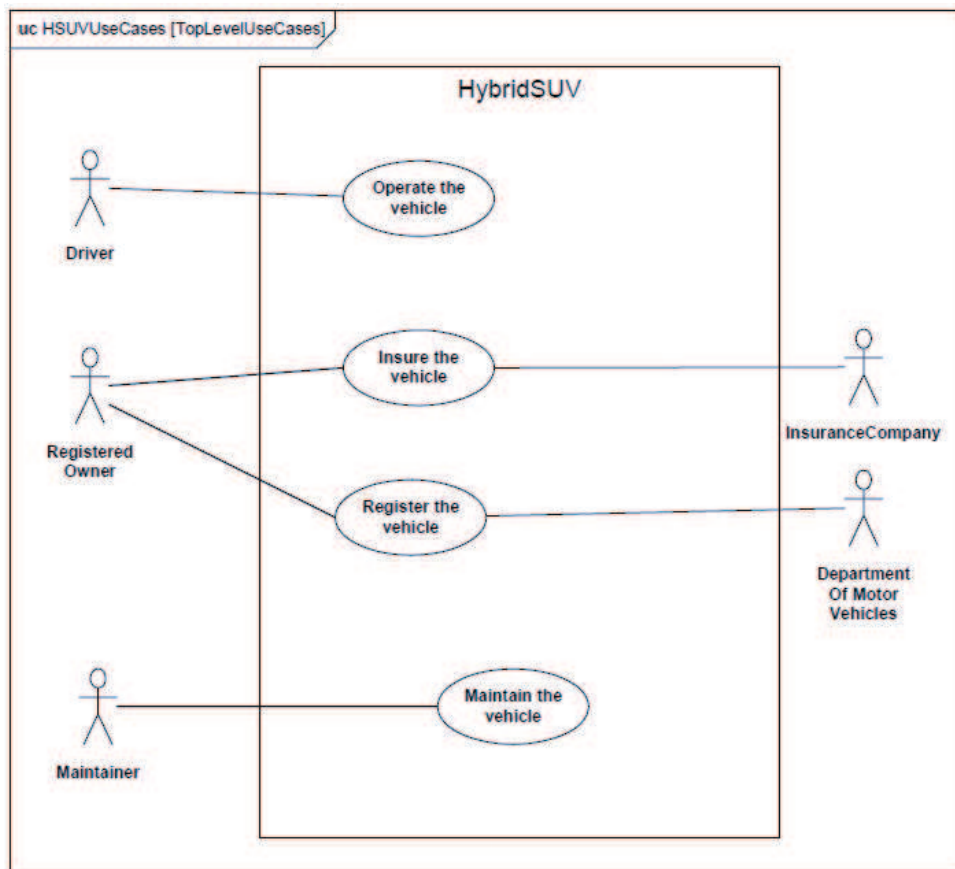 uc HSUVUseCases [TopLevelUseCases]
HybridSUV
Operate the
vehicle
Driver
Insure the
vehicle
Registered
Owner
InsuranceCompany
Register the
vehicle
Department
Of Motor
Vehicles
Maintain the
vehicle
Maintainer